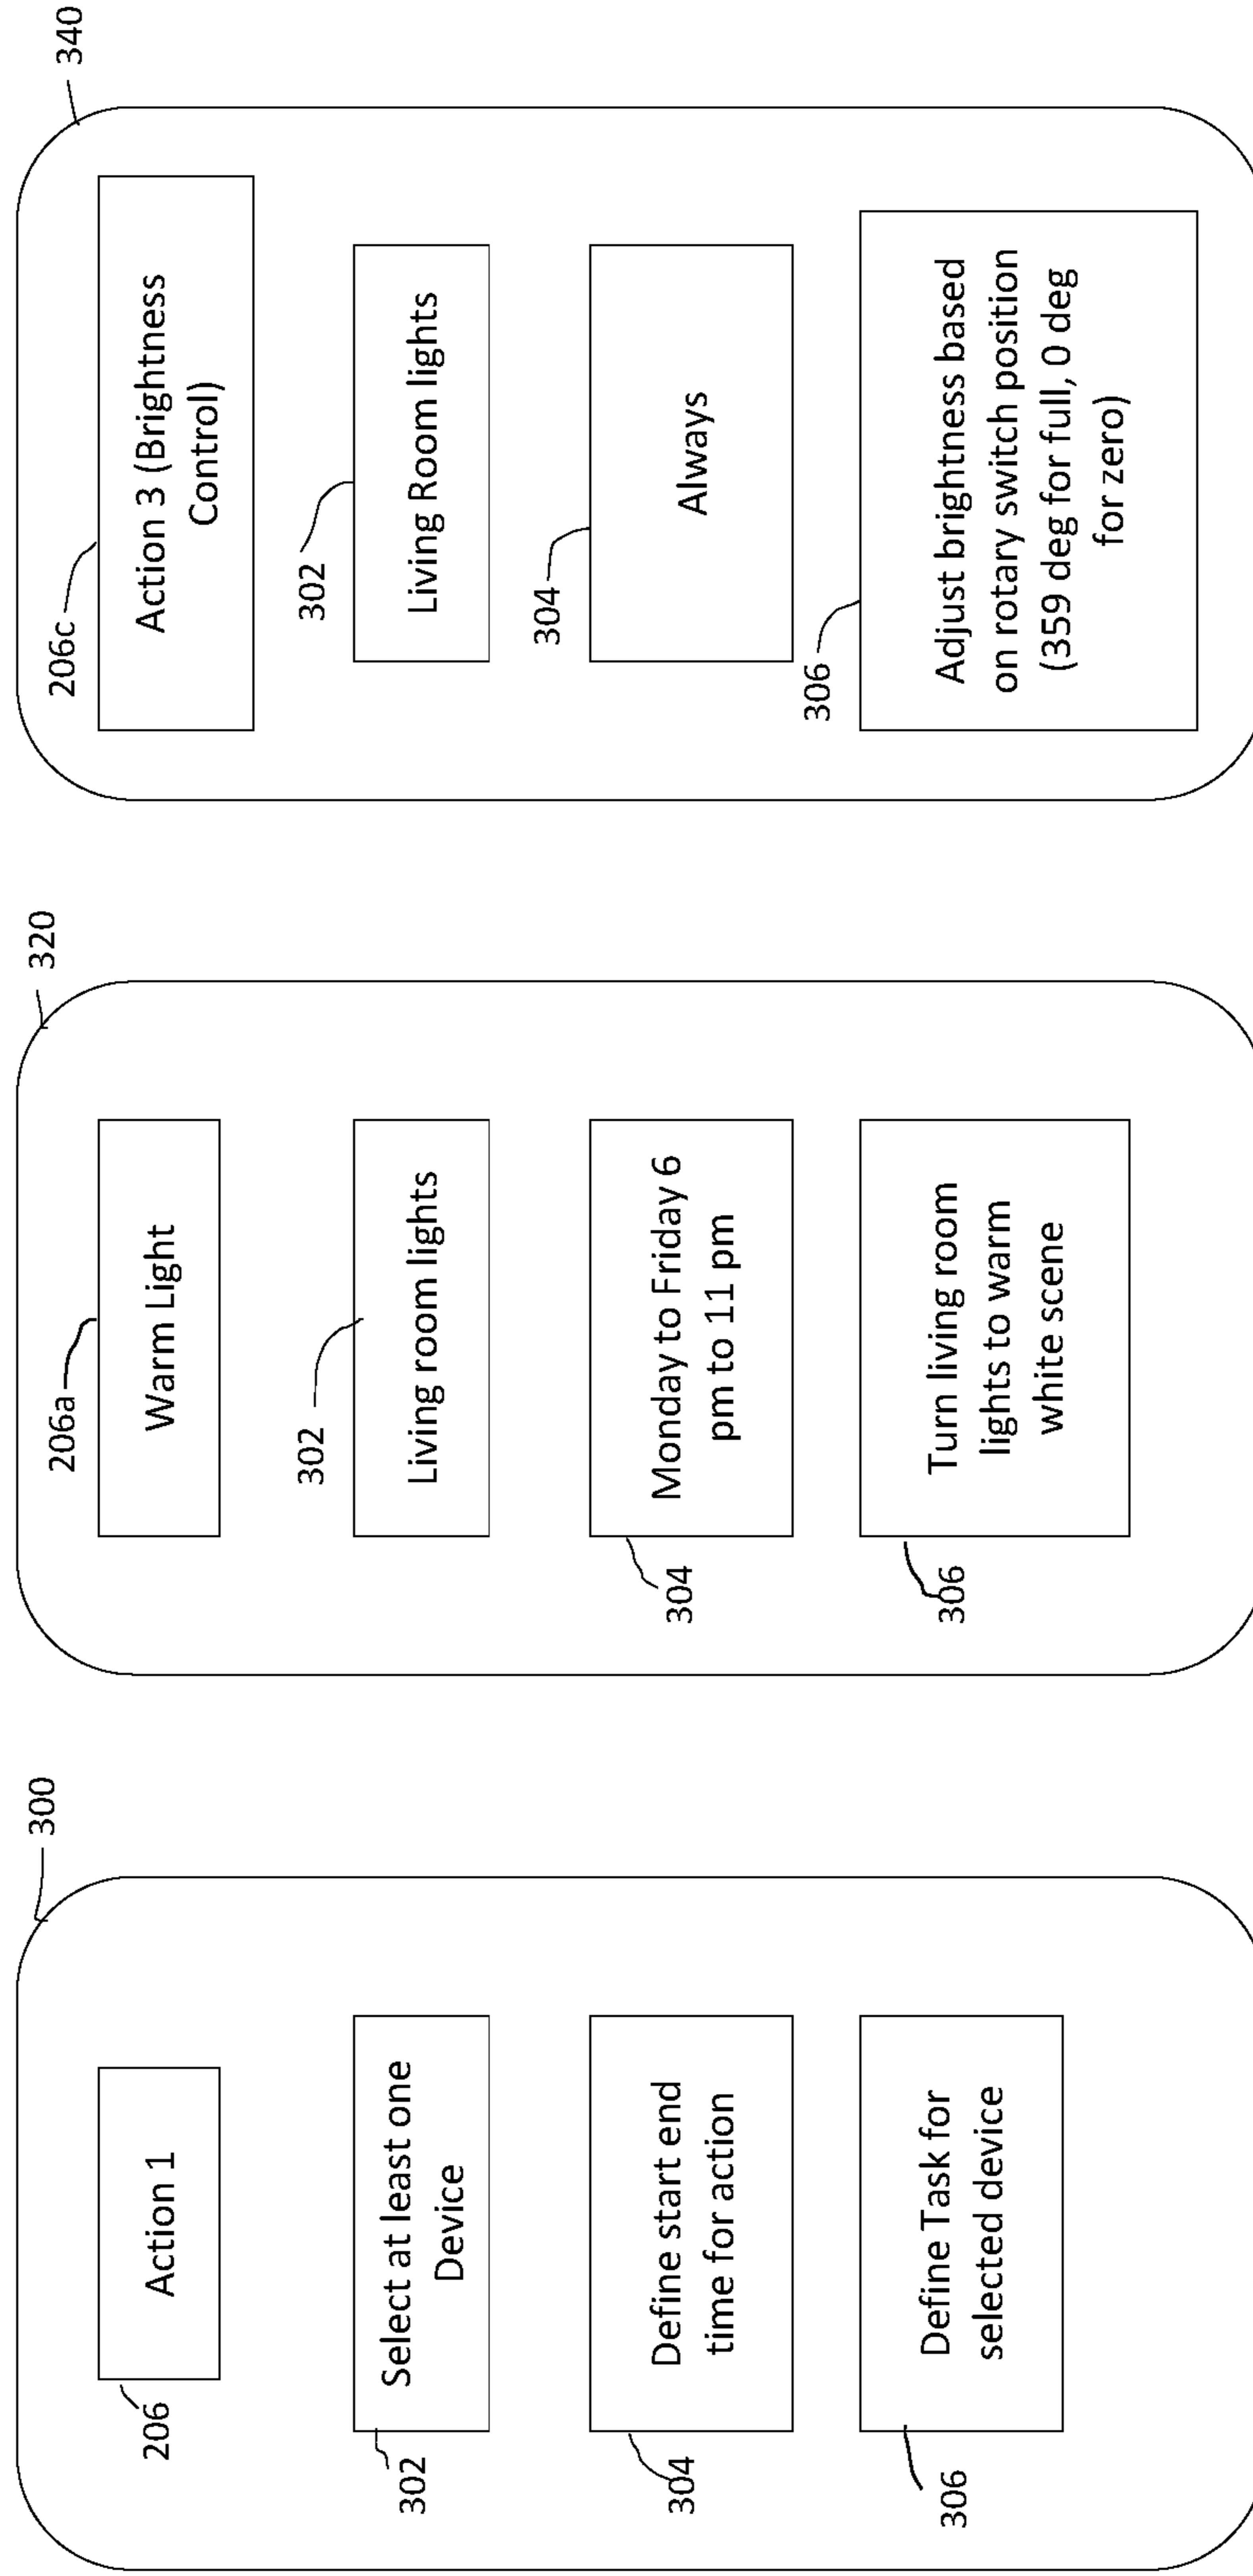 300
206
Action 1
302
Select at least one
Device
304
Define start end
time for action
306
Define Task for
selected device
320
206a
Warm Light
302
Living room lights
304
Monday to Friday 6
pm to 11 pm
306
Turn living room
lights to warm
white scene
340
206c
Action 3 (Brightness
Control)
302
Living Room lights
304
Always
306
Adjust brightness based
on rotary switch position
(359 deg for full, 0 deg
for zero)